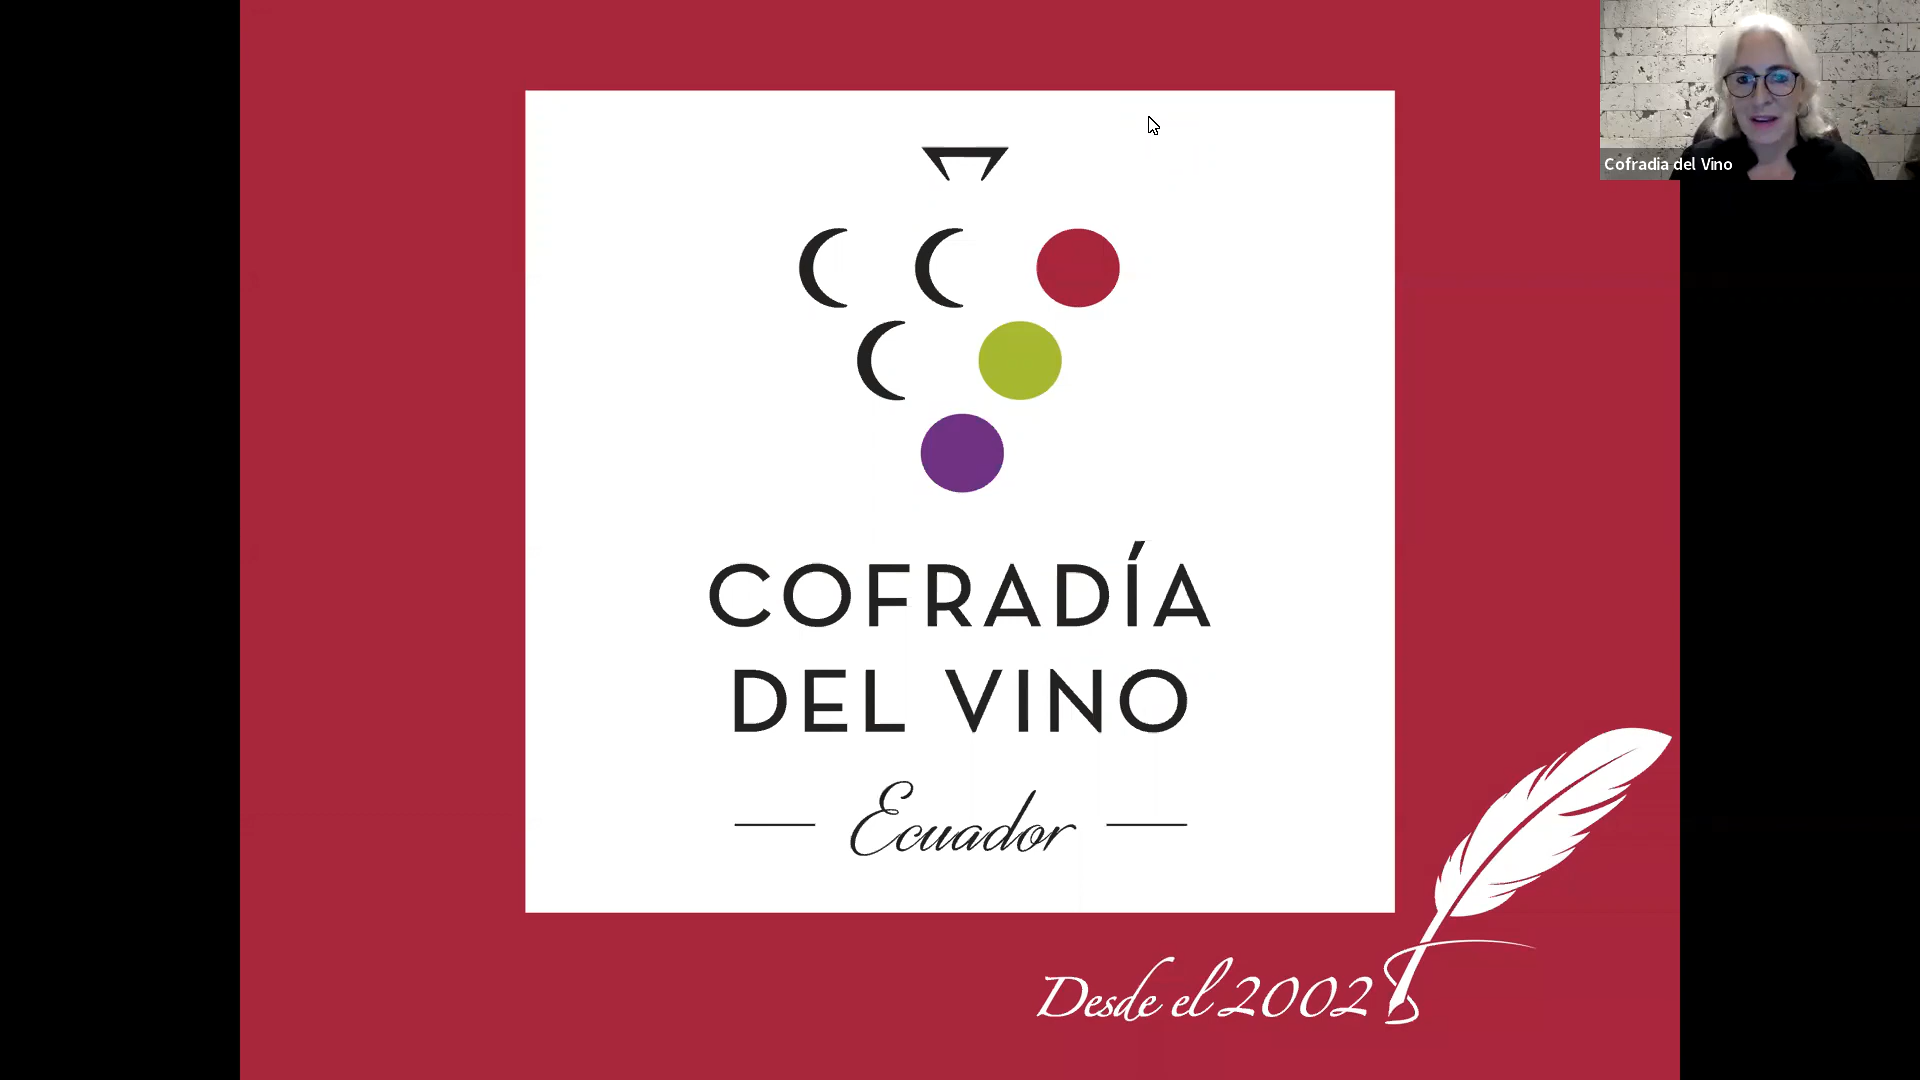 Cofradia del Vino
COFRADÍA
DEL VINO
Ecuador
Desde el 2002